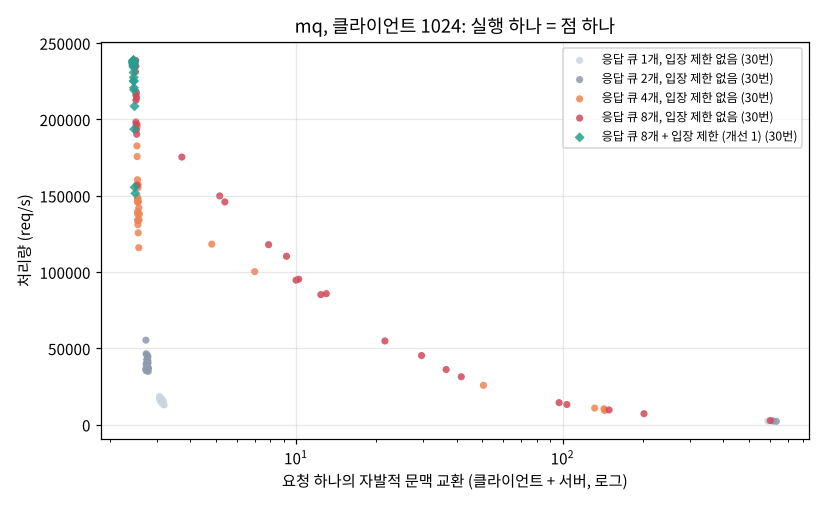 mq, 클라이언트 1024: 실행 하나 = 점 하나
응답 큐 1개, 입장 제한 없음 (30번)
응답 큐 2개, 입장 제한 없음 (30번)
응답 큐 4개, 입장 제한 없음 (30번)
응답 큐 8개, 입장 제한 없음 (30번)
응답 큐 8개 + 입장 제한 (개선 1) (30번)
처리량 (req/s)
250000
200000
150000
100000
50000
0
10¹ 10²
요청 하나의 자발적 문맥 교환 (클라이언트 + 서버, 로그)